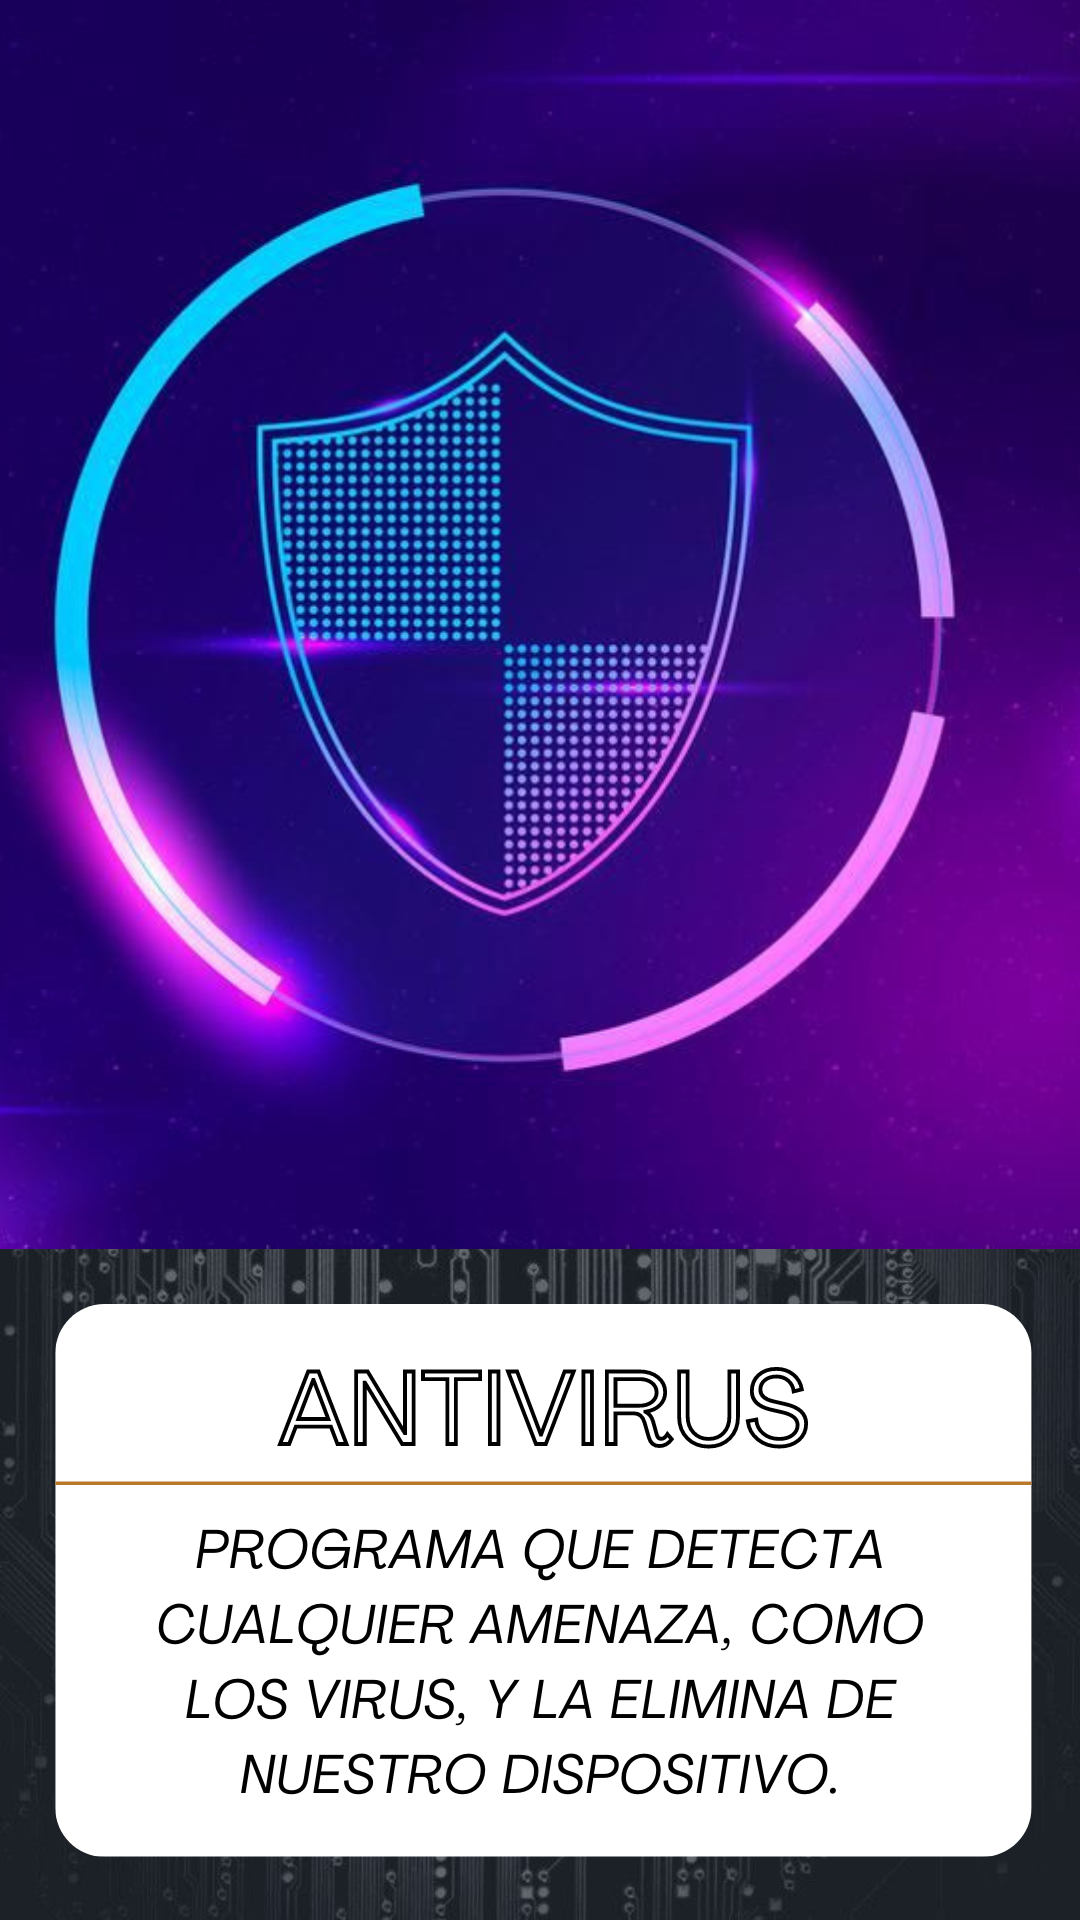 ANTIVIRUS
PROGRAMA QUE DETECTA
CUALQUIER AMENAZA, COMO
LOS VIRUS, Y LA ELIMINA DE
NUESTRO DISPOSITIVO.